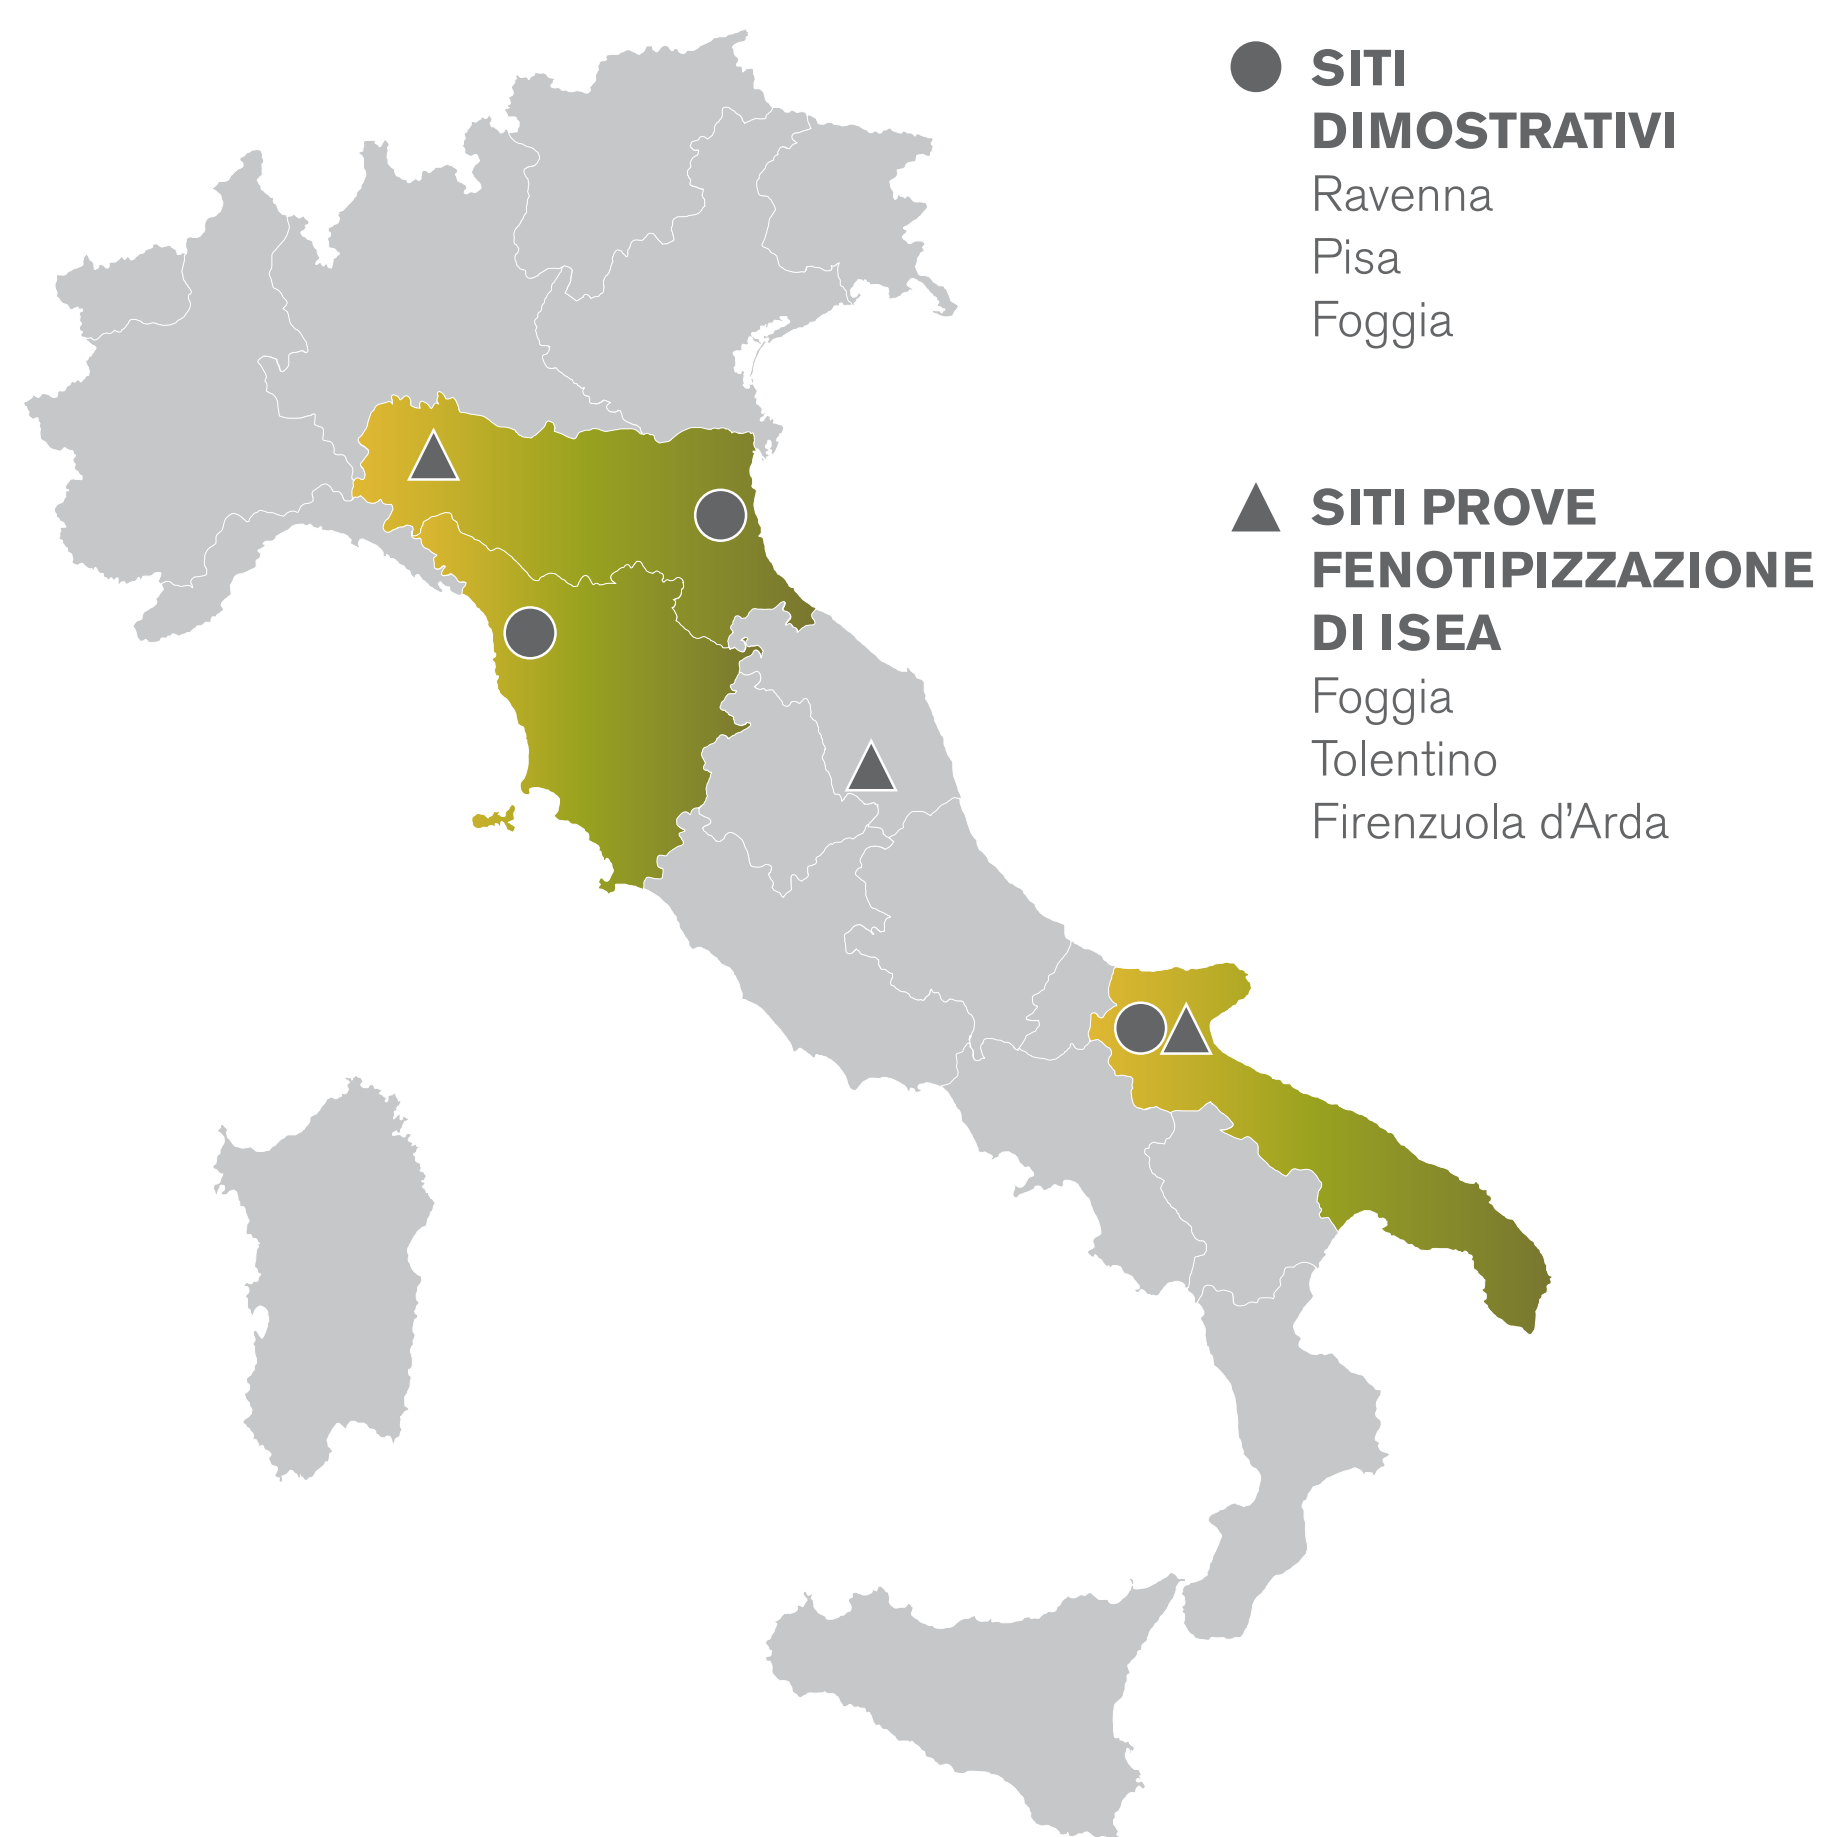 SITI
DIMOSTRATIVI
Ravenna
Pisa
Foggia
SITI PROVE
FENOTIPIZZAZIONE
DI ISEA
Foggia
Tolentino
Firenzuola d'Arda